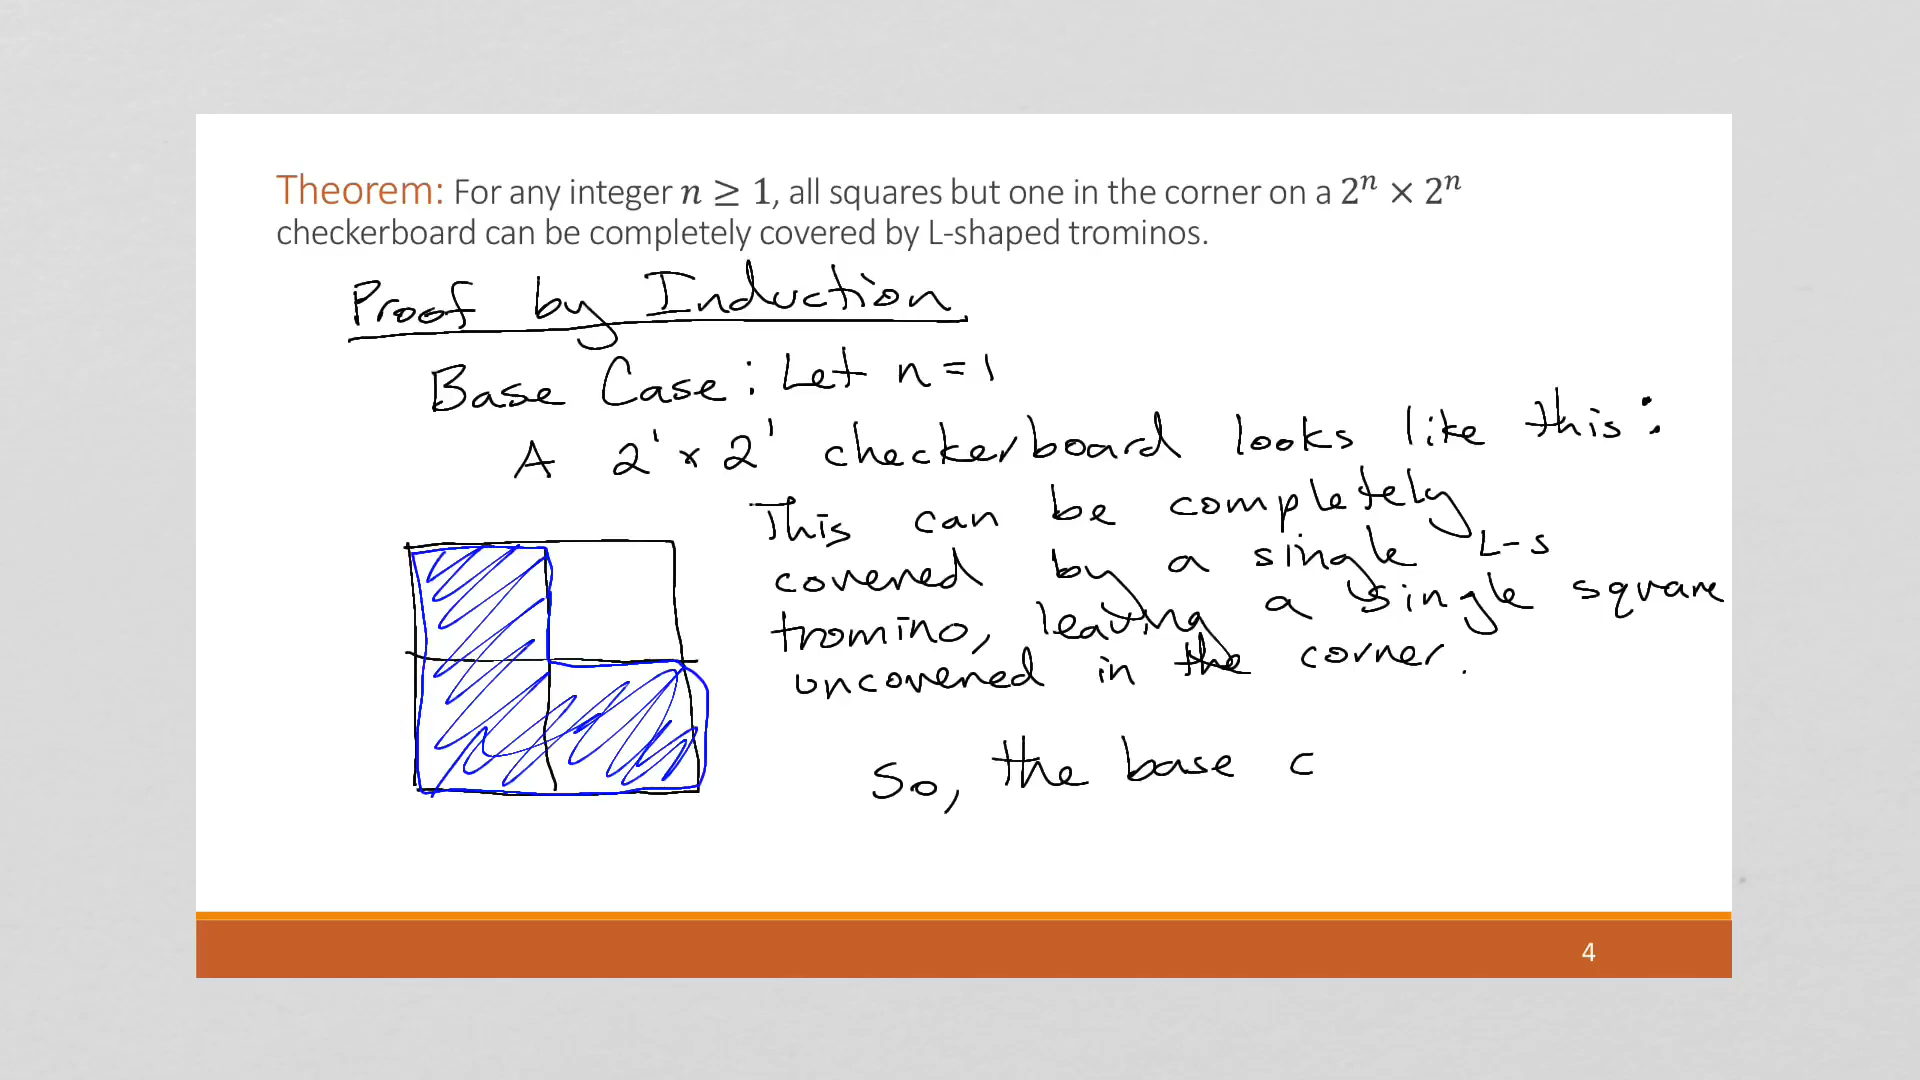 Theorem: For any integer n ≥ 1, all squares but one in the corner on a 2ⁿ × 2ⁿ
checkerboard can be completely covered by L-shaped trominos.
Proof by Induction
Base Case: Let n = 1
A 2¹ × 2¹ checkerboard looks like this:
This can be completely
covered by a single L-s
tromino, leaving a single square
uncovered in the corner.
So, the base c
4